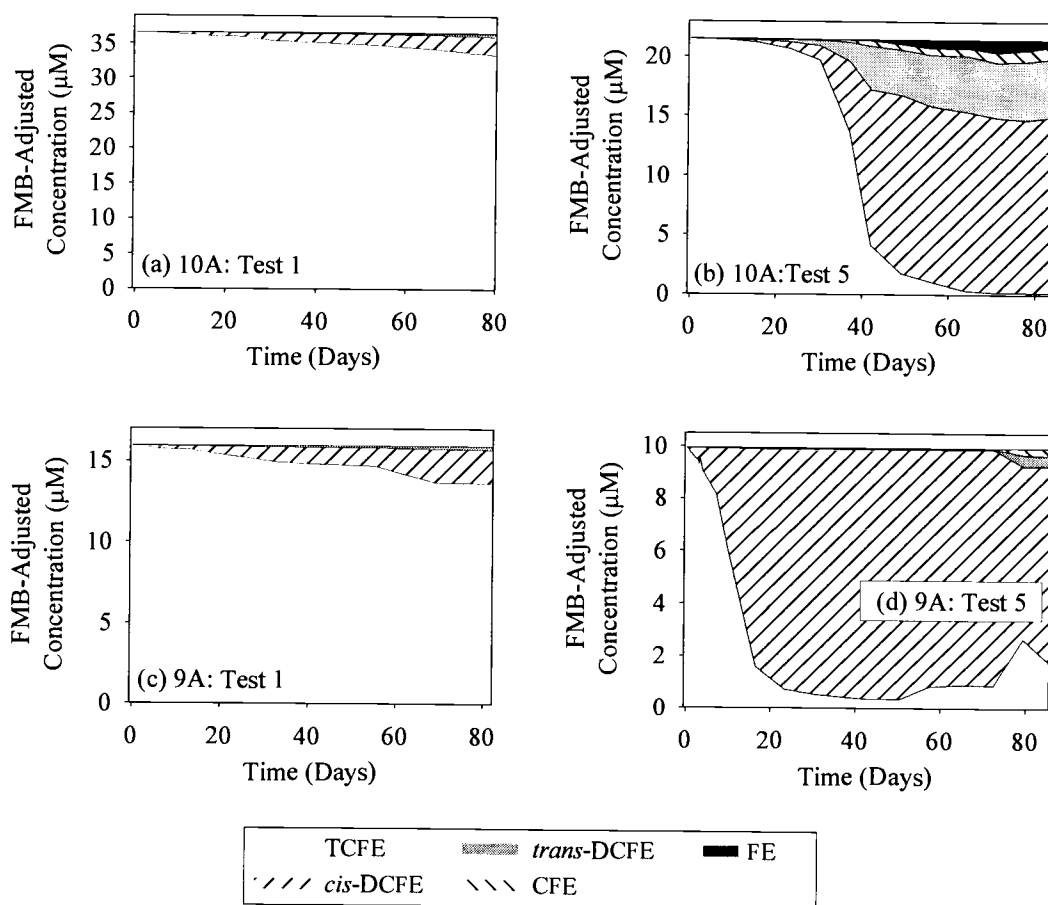 FMB-Adjusted
Concentration (µM)
35
30
25
20
15
10
5
0
(a) 10A: Test 1
0 20 40 60 80
Time (Days)
FMB-Adjusted
Concentration (µM)
20
15
10
5
0
(b) 10A:Test 5
0 20 40 60 80
Time (Days)
FMB-Adjusted
Concentration (µM)
15
10
5
0
(c) 9A: Test 1
0 20 40 60 80
Time (Days)
FMB-Adjusted
Concentration (µM)
10
8
6
4
2
0
(d) 9A: Test 5
0 20 40 60 80
Time (Days)
TCFE trans-DCFE FE
cis-DCFE CFE